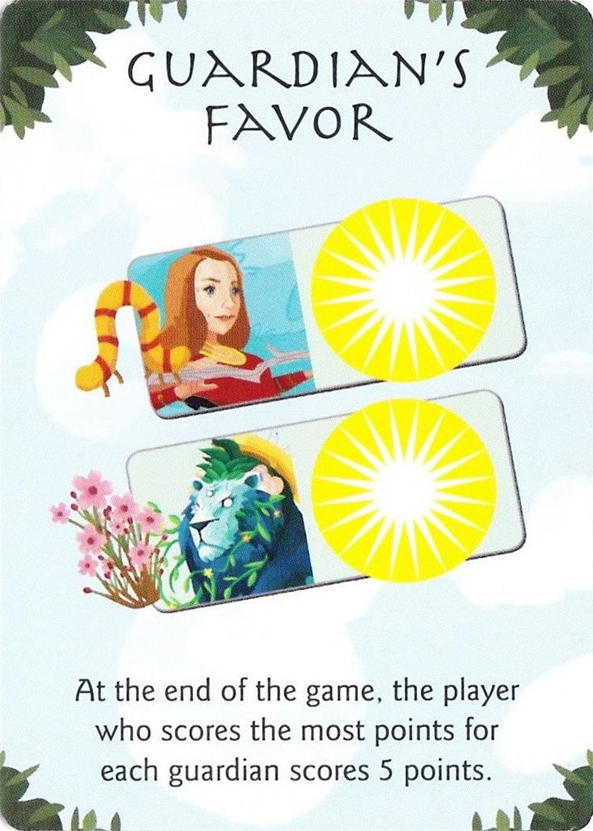 GUARDIAN'S
FAVOR
At the end of the game, the player
who scores the most points for
each guardian scores 5 points.